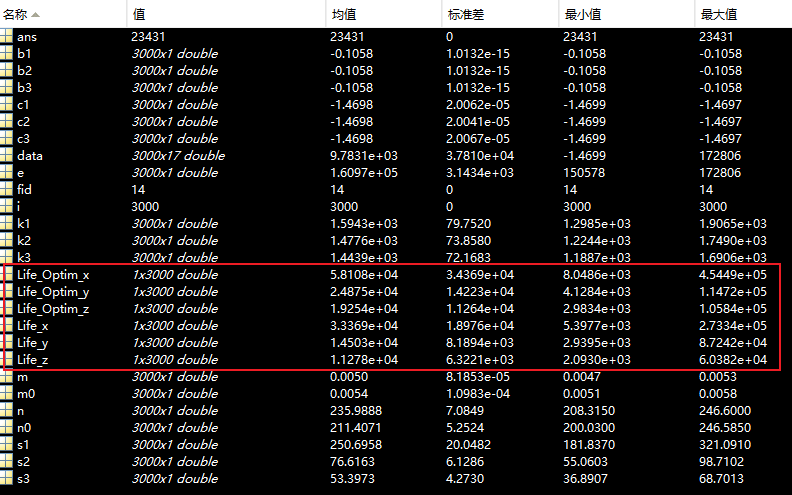 名称 值 均值 标准差 最小值 最大值
ans 23431 23431 0 23431 23431
b1 3000x1 double -0.1058 1.0132e-15 -0.1058 -0.1058
b2 3000x1 double -0.1058 1.0132e-15 -0.1058 -0.1058
b3 3000x1 double -0.1058 1.0132e-15 -0.1058 -0.1058
c1 3000x1 double -1.4698 2.0062e-05 -1.4699 -1.4697
c2 3000x1 double -1.4698 2.0041e-05 -1.4699 -1.4697
c3 3000x1 double -1.4698 2.0067e-05 -1.4699 -1.4697
data 3000x17 double 9.7831e+03 3.7810e+04 -1.4699 172806
e 3000x1 double 1.6097e+05 3.1434e+03 150578 172806
fid 14 14 0 14 14
i 3000 3000 0 3000 3000
k1 3000x1 double 1.5943e+03 79.7520 1.2985e+03 1.9065e+03
k2 3000x1 double 1.4776e+03 73.8580 1.2244e+03 1.7490e+03
k3 3000x1 double 1.4439e+03 72.1683 1.1887e+03 1.6906e+03
Life_Optim_x 1x3000 double 5.8108e+04 3.4369e+04 8.0486e+03 4.5449e+05
Life_Optim_y 1x3000 double 2.4875e+04 1.4223e+04 4.1284e+03 1.1472e+05
Life_Optim_z 1x3000 double 1.9254e+04 1.1264e+04 2.9834e+03 1.0584e+05
Life_x 1x3000 double 3.3369e+04 1.8976e+04 5.3977e+03 2.7334e+05
Life_y 1x3000 double 1.4503e+04 8.1894e+03 2.9395e+03 8.7242e+04
Life_z 1x3000 double 1.1278e+04 6.3221e+03 2.0930e+03 6.0382e+04
m 3000x1 double 0.0050 8.1853e-05 0.0047 0.0053
m0 3000x1 double 0.0054 1.0983e-04 0.0051 0.0058
n 3000x1 double 235.9888 7.0849 208.3150 246.6000
n0 3000x1 double 211.4071 5.2524 200.0300 246.5850
s1 3000x1 double 250.6958 20.0482 181.8370 321.0910
s2 3000x1 double 76.6163 6.1286 55.0603 98.7102
s3 3000x1 double 53.3973 4.2730 36.8907 68.7013